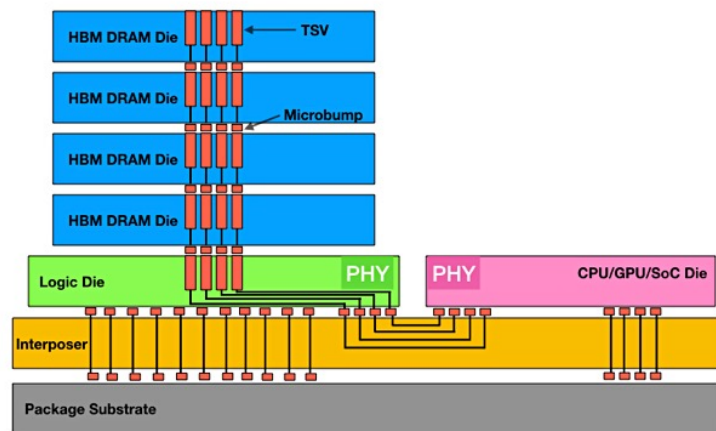 HBM DRAM Die
TSV
HBM DRAM Die
Microbump
HBM DRAM Die
HBM DRAM Die
Logic Die
PHY
PHY
CPU/GPU/SoC Die
Interposer
Package Substrate